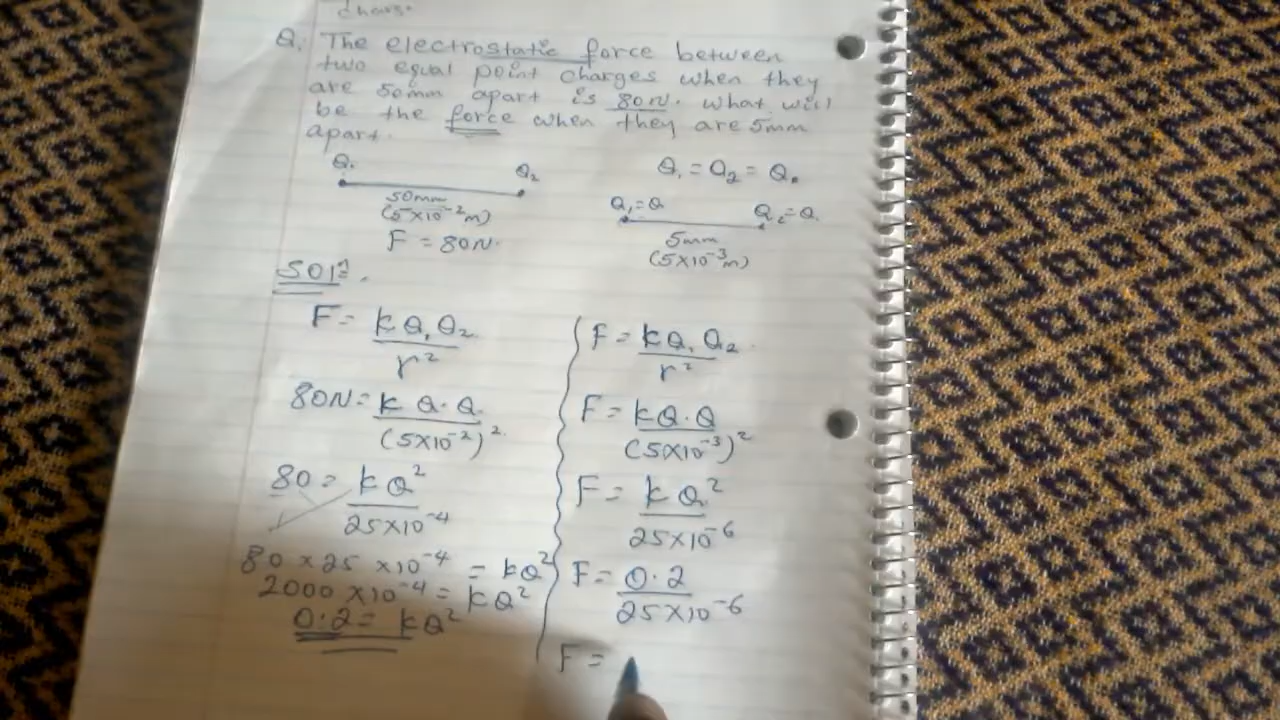 charge
Q. The electrostatic force between
two equal point charges when they
are 50mm apart is 80N. What will
be the force when they are 5mm
apart.
Q₁ Q₂
50mm
(5×10⁻²m)
F = 80N.
Q₁ = Q₂ = Q.
Q₁=Q Q₂=Q.
5mm
(5×10⁻³m)
Solⁿ.
F = kQ₁Q₂ / r²
80N = k Q·Q / (5×10⁻²)²
80 = kQ² / 25×10⁻⁴
80 × 25 × 10⁻⁴ = kQ²
2000 × 10⁻⁴ = kQ²
0.2 = kQ²
F = kQ₁Q₂ / r²
F = kQ·Q / (5×10⁻³)²
F = kQ² / 25×10⁻⁶
F = 0.2 / 25×10⁻⁶
F =